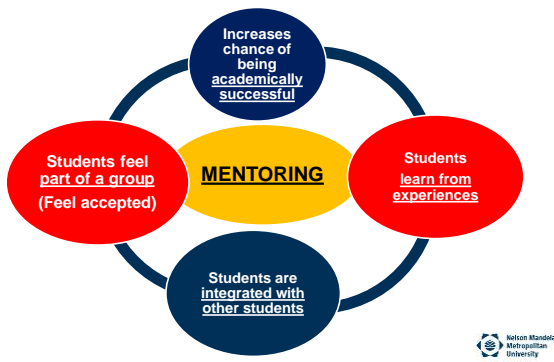 Increases
chance of
being
academically
successful
Students feel
part of a group
(Feel accepted)
MENTORING
Students
learn from
experiences
Students are
integrated with
other students
Nelson Mandela
Metropolitan
University